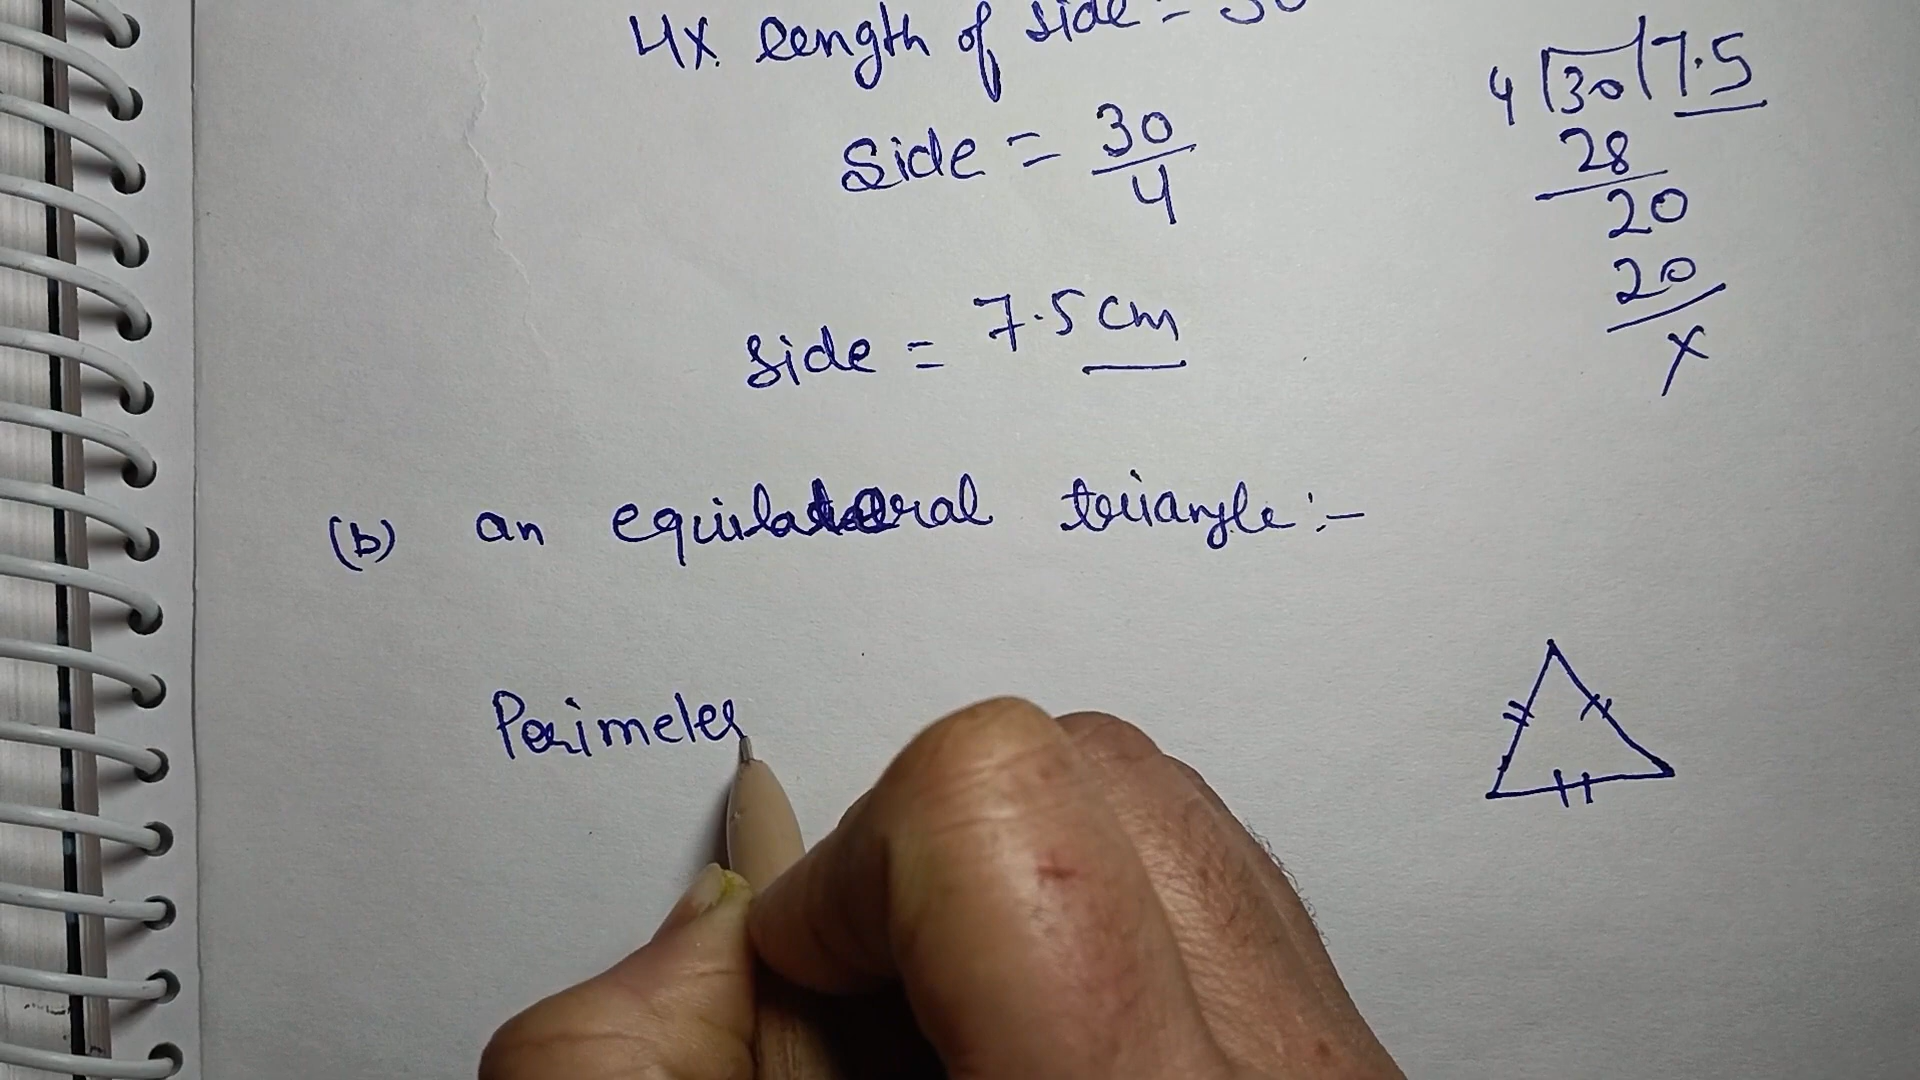 4x length of side = 30
Side = 30/4
side = 7.5 cm
4 30 7.5
28
20
20
x
(b) an equilateral triangle :-
Perimeter